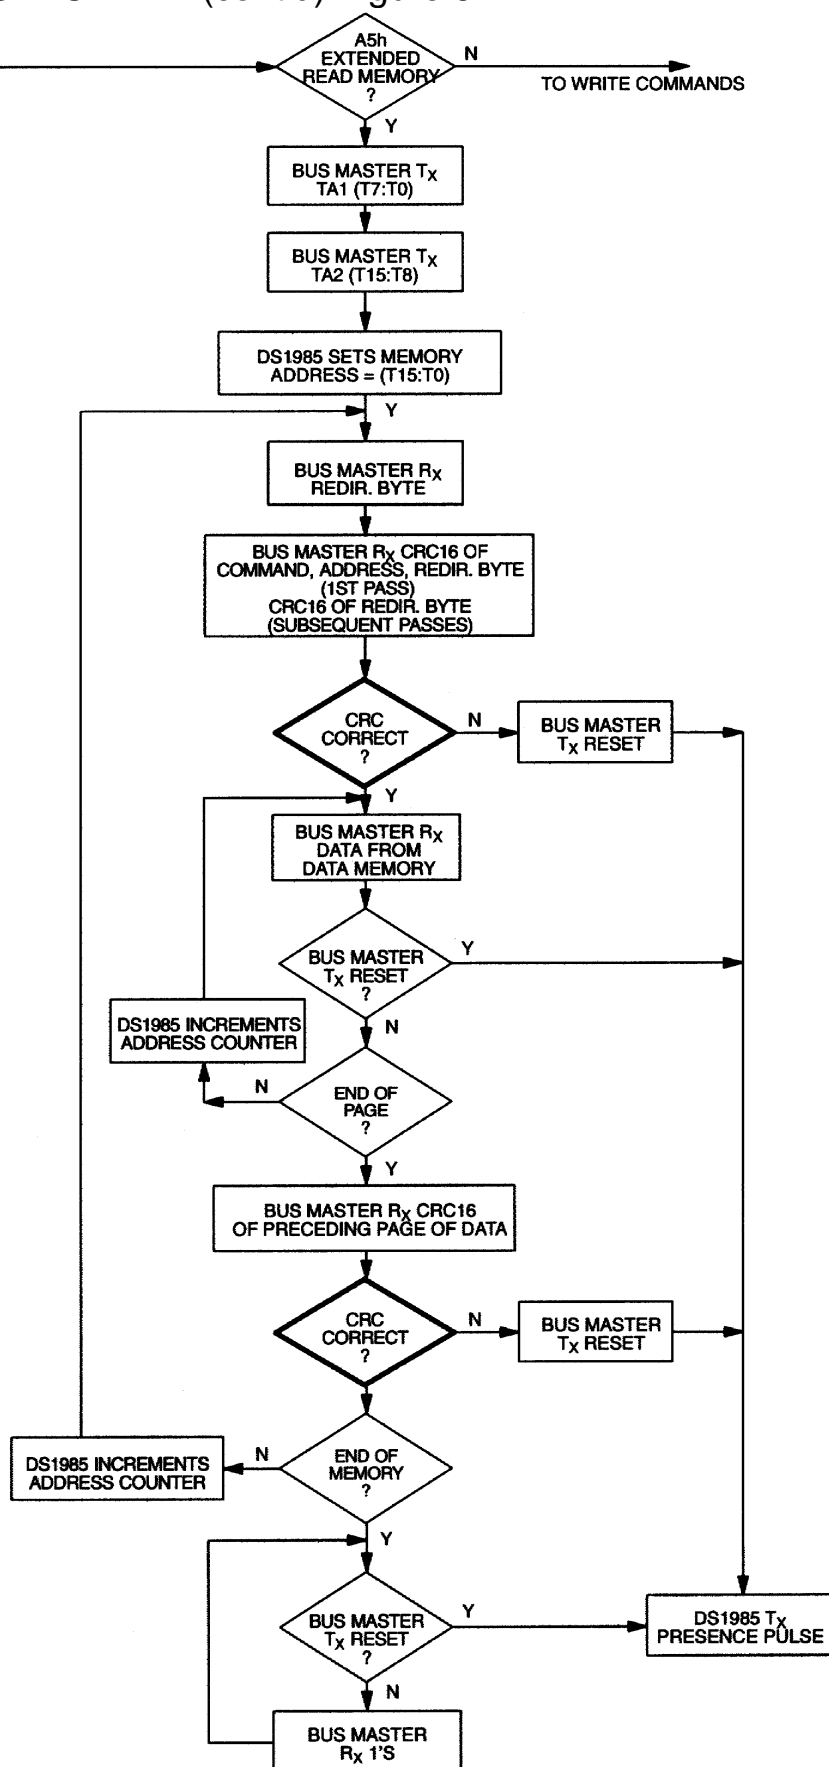 A5h
EXTENDED
READ MEMORY
?
N
TO WRITE COMMANDS
Y
BUS MASTER TX
TA1 (T7:T0)
BUS MASTER TX
TA2 (T15:T8)
DS1985 SETS MEMORY
ADDRESS = (T15:T0)
Y
BUS MASTER RX
REDIR. BYTE
BUS MASTER RX CRC16 OF
COMMAND, ADDRESS, REDIR. BYTE
(1ST PASS)
CRC16 OF REDIR. BYTE
(SUBSEQUENT PASSES)
CRC
CORRECT
?
N
BUS MASTER
TX RESET
Y
BUS MASTER RX
DATA FROM
DATA MEMORY
BUS MASTER
TX RESET
?
Y
N
DS1985 INCREMENTS
ADDRESS COUNTER
N
END OF
PAGE
?
Y
BUS MASTER RX CRC16
OF PRECEDING PAGE OF DATA
CRC
CORRECT
?
N
BUS MASTER
TX RESET
DS1985 INCREMENTS
ADDRESS COUNTER
N
END OF
MEMORY
?
Y
BUS MASTER
TX RESET
?
Y
DS1985 TX
PRESENCE PULSE
N
BUS MASTER
RX 1'S